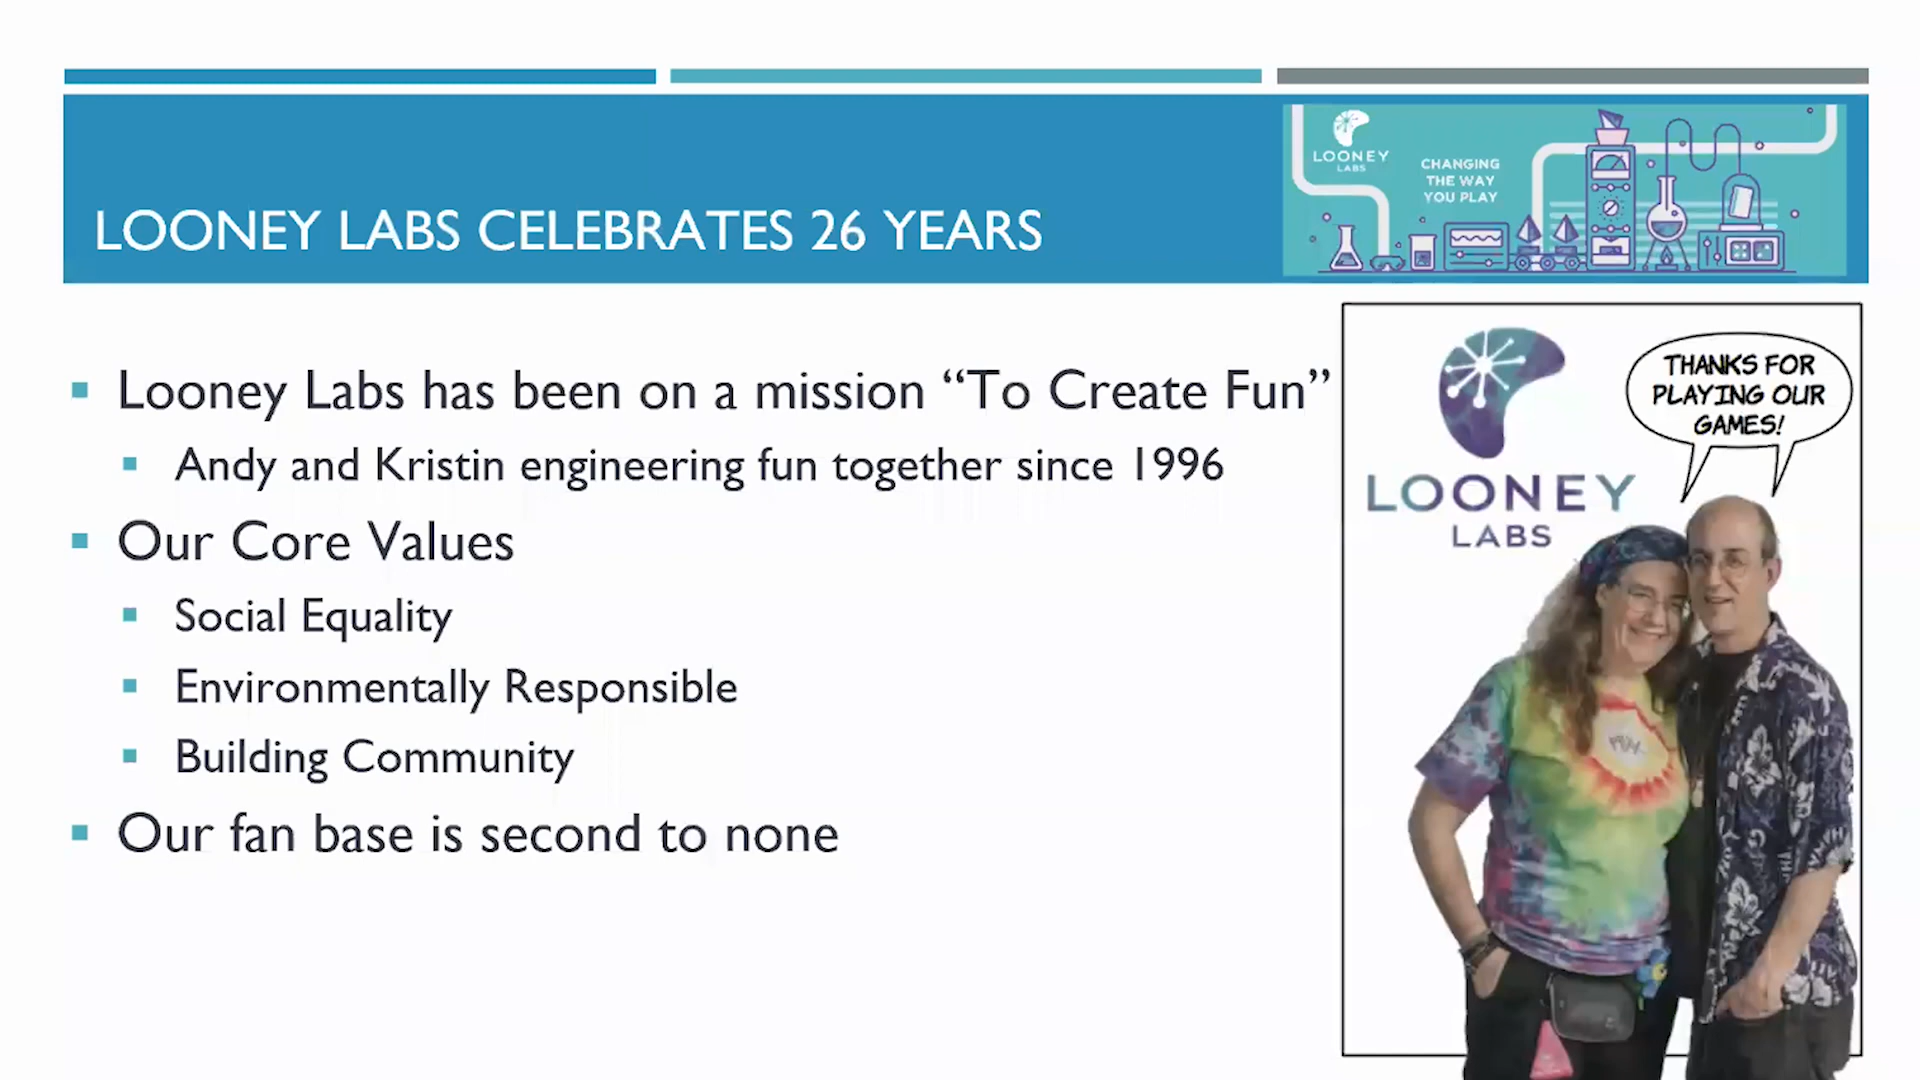 LOONEY
LABS
CHANGING
THE WAY
YOU PLAY
LOONEY LABS CELEBRATES 26 YEARS
Looney Labs has been on a mission “To Create Fun”
Andy and Kristin engineering fun together since 1996
Our Core Values
Social Equality
Environmentally Responsible
Building Community
Our fan base is second to none
THANKS FOR
PLAYING OUR
GAMES!
LOONEY
LABS